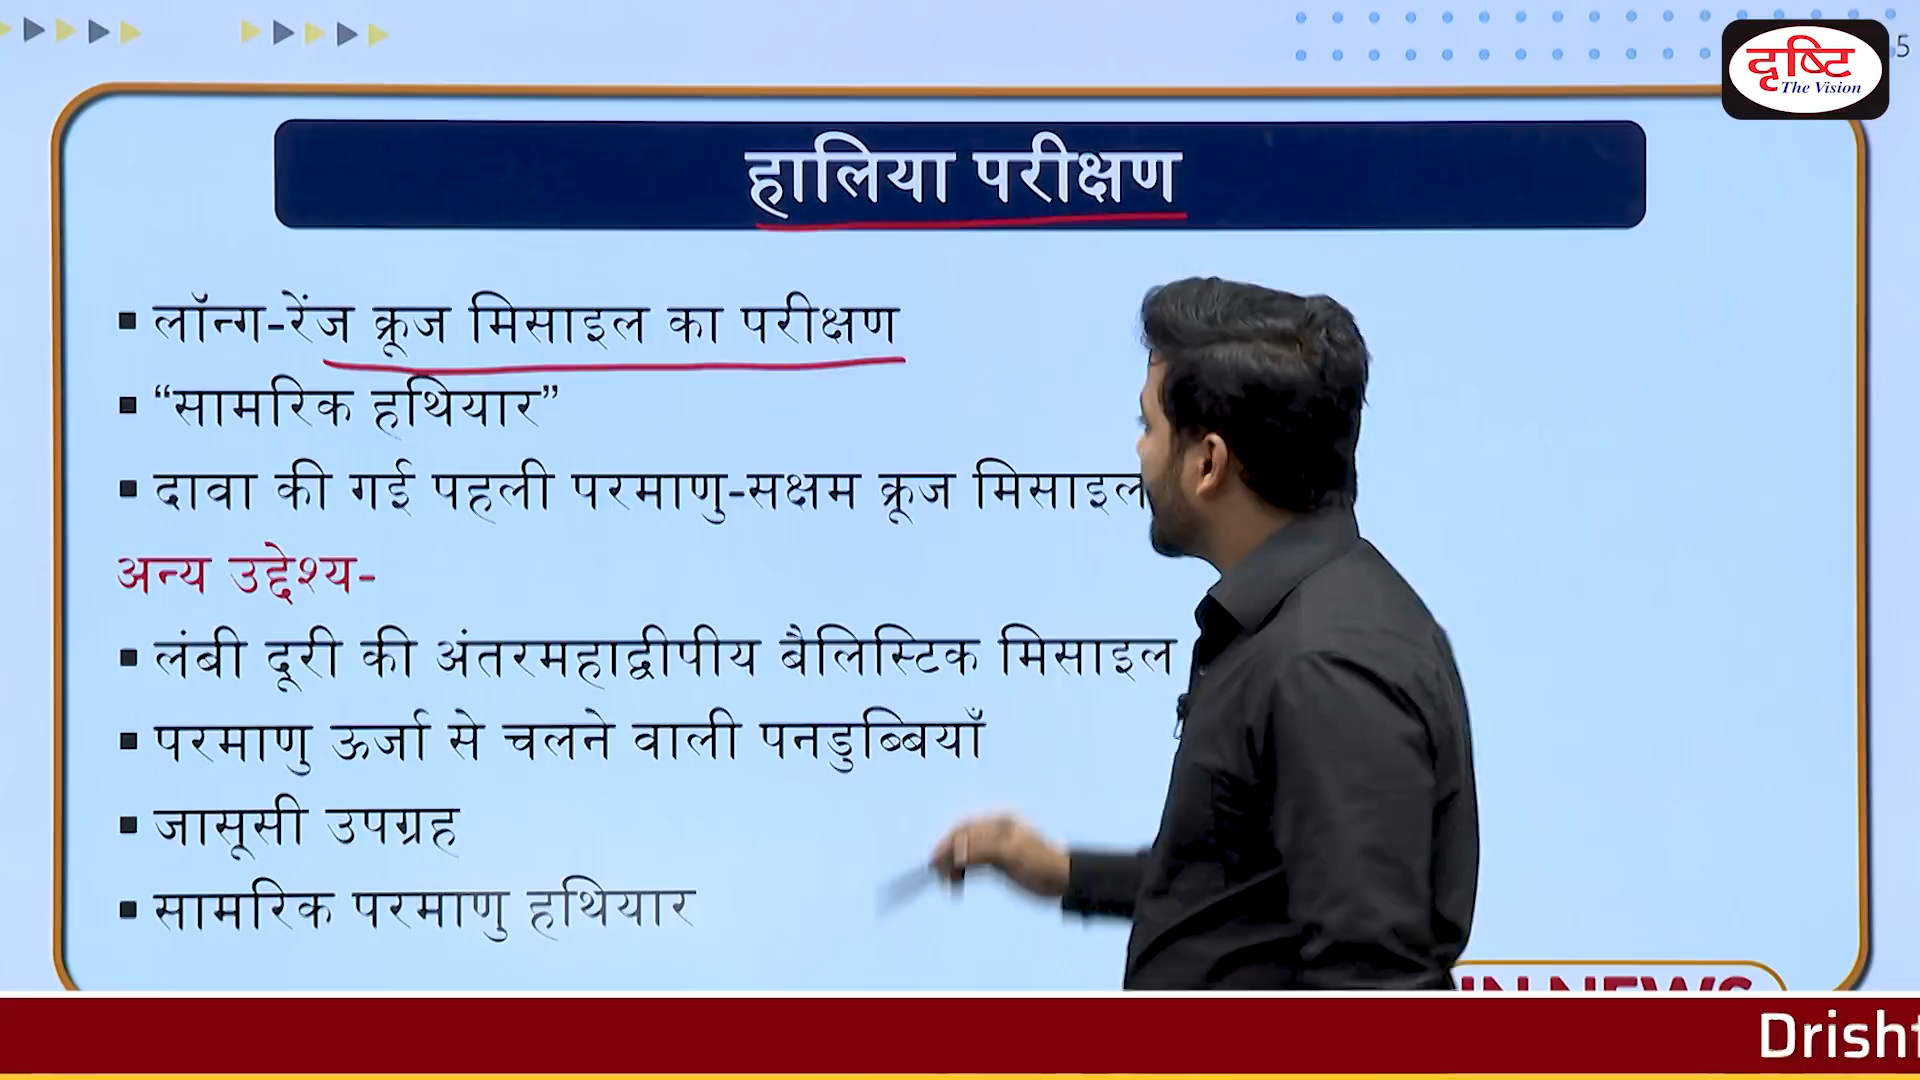 दृष्टि
The Vision
5
हालिया परीक्षण
▪ लॉन्ग-रेंज क्रूज मिसाइल का परीक्षण
▪ “सामरिक हथियार”
▪ दावा की गई पहली परमाणु-सक्षम क्रूज मिसाइल
अन्य उद्देश्य-
▪ लंबी दूरी की अंतरमहाद्वीपीय बैलिस्टिक मिसाइल
▪ परमाणु ऊर्जा से चलने वाली पनडुब्बियाँ
▪ जासूसी उपग्रह
▪ सामरिक परमाणु हथियार
IN NEWS
Drisht